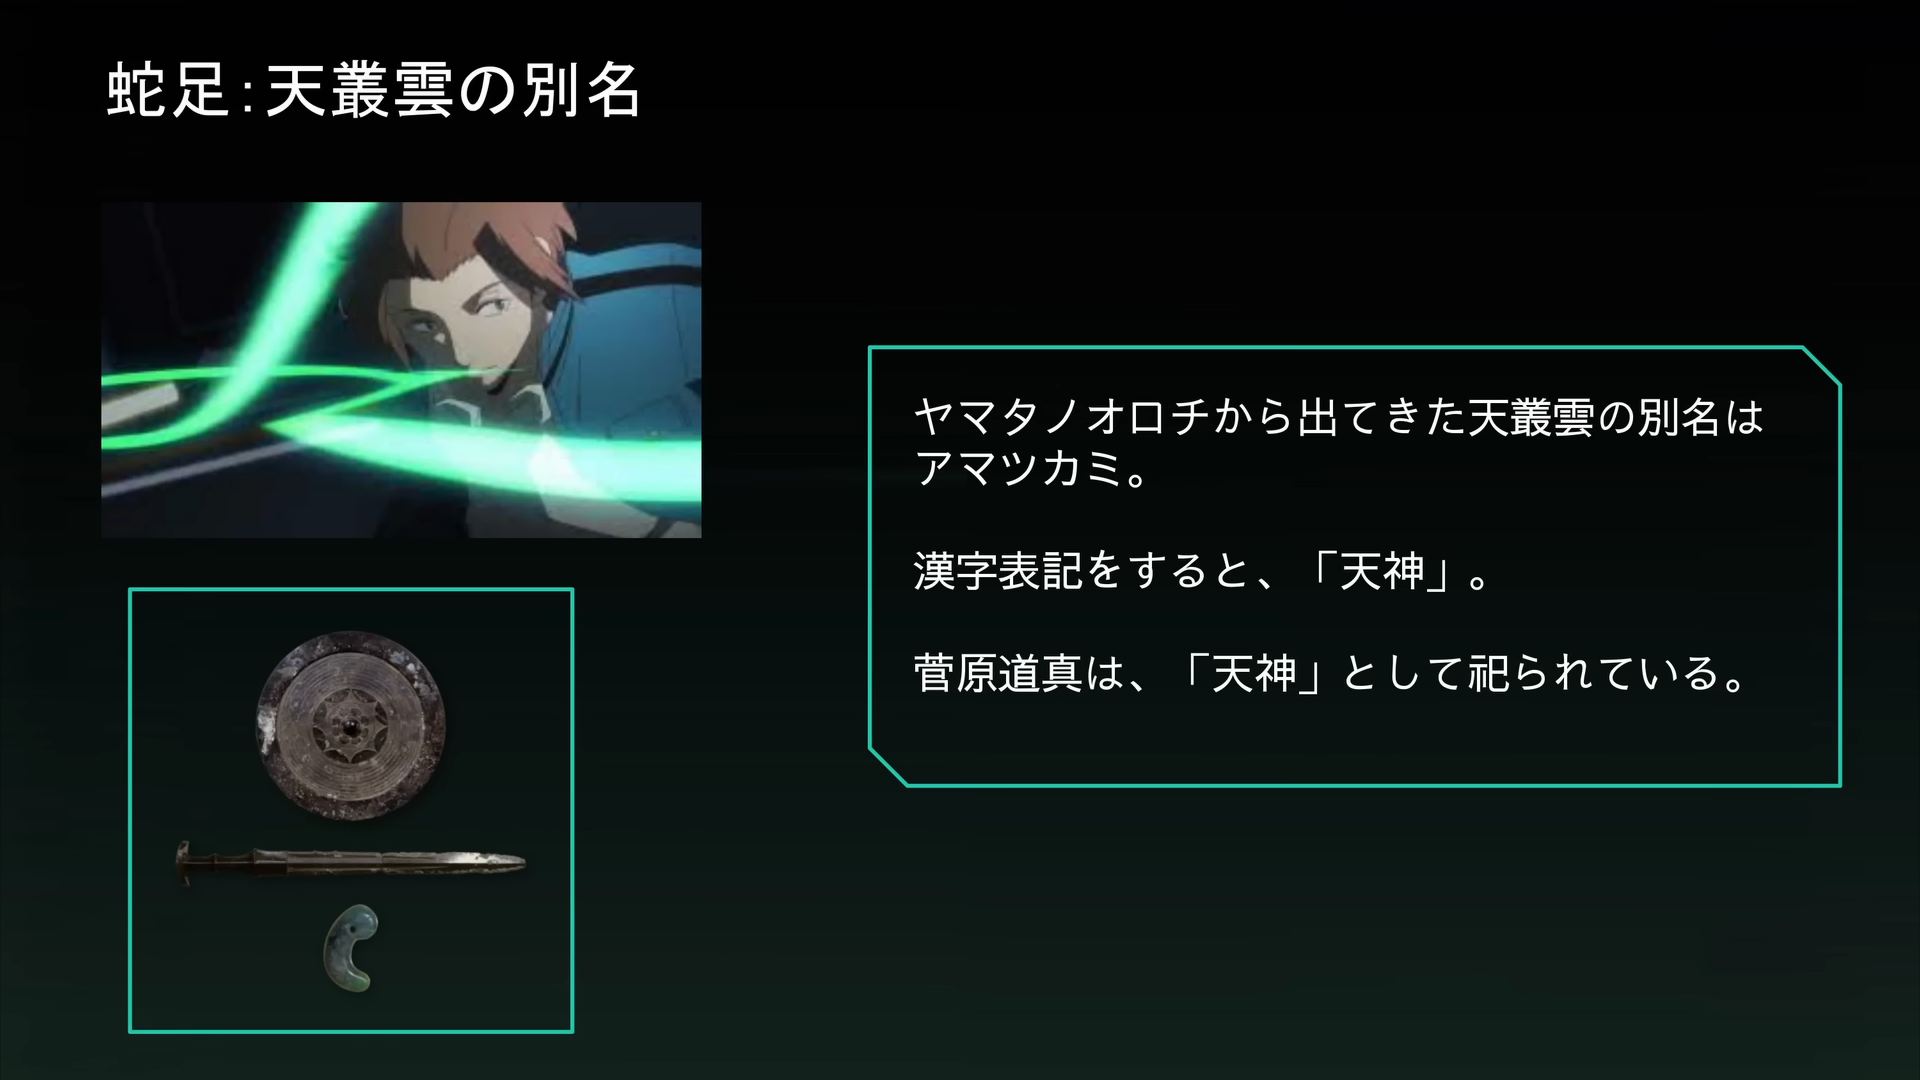 蛇足:天叢雲の別名
ヤマタノオロチから出てきた天叢雲の別名は
アマツカミ。
漢字表記をすると、「天神」。
菅原道真は、「天神」として祀られている。